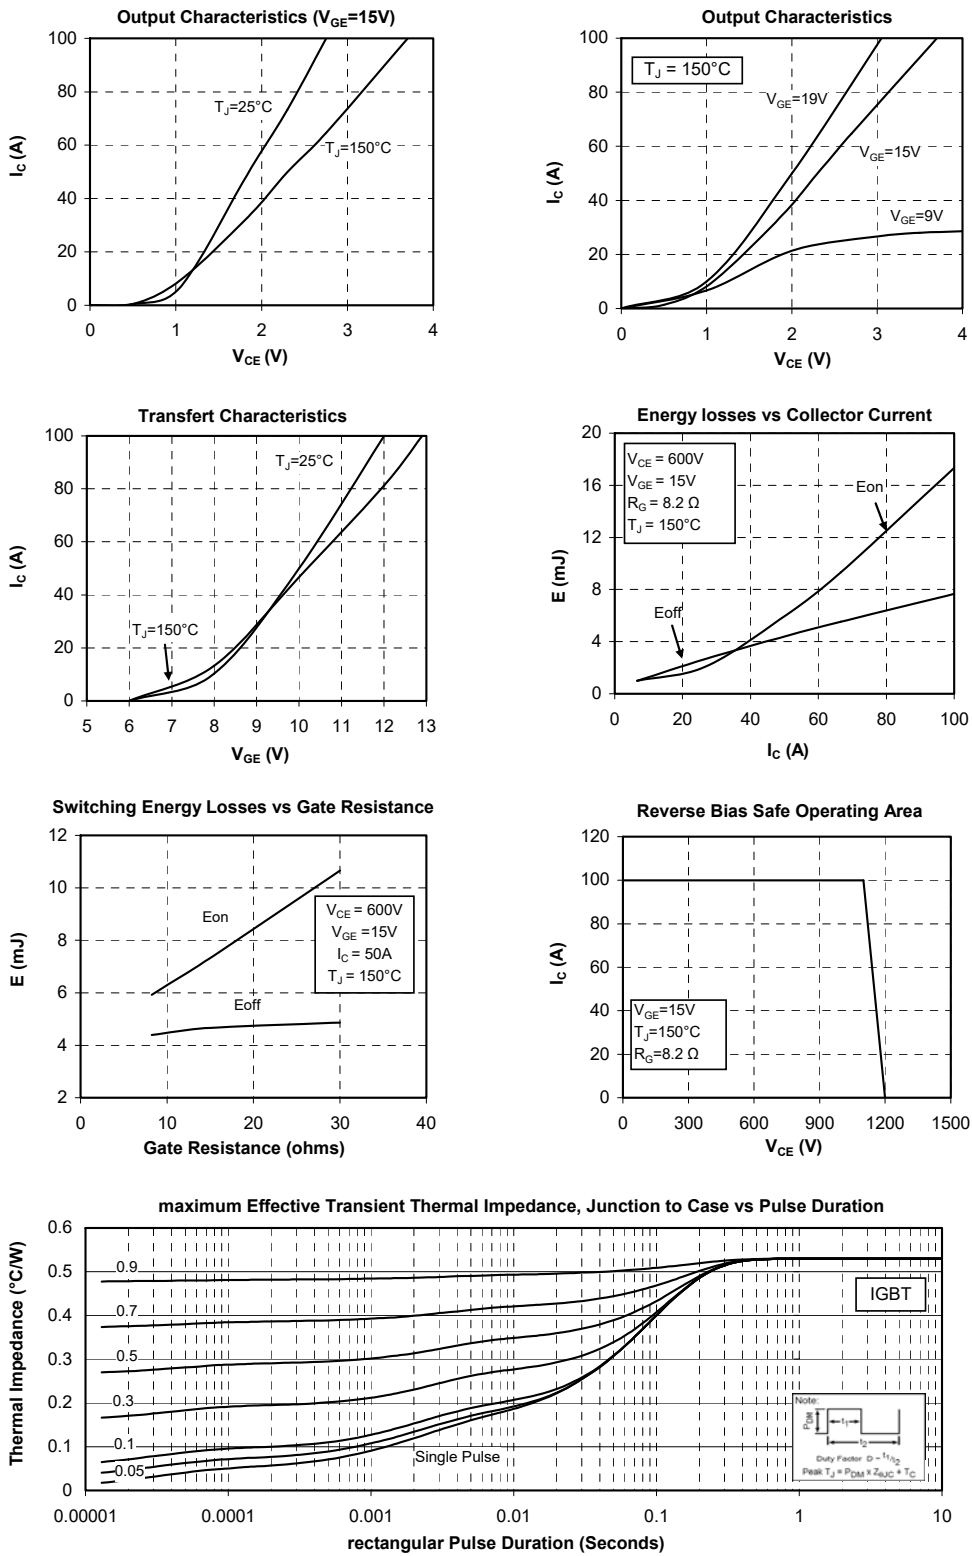 Output Characteristics (VGE=15V)
100
80
60
40
20
0
IC (A)
TJ=25°C
TJ=150°C
0 1 2 3 4
VCE (V)
Output Characteristics
100
80
60
40
20
0
IC (A)
TJ = 150°C
VGE=19V
VGE=15V
VGE=9V
0 1 2 3 4
VCE (V)
Transfert Characteristics
100
80
60
40
20
0
IC (A)
TJ=25°C
TJ=150°C
5 6 7 8 9 10 11 12 13
VGE (V)
Energy losses vs Collector Current
20
16
12
8
4
0
E (mJ)
VCE = 600V
VGE = 15V
RG = 8.2 Ω
TJ = 150°C
Eon
Eoff
0 20 40 60 80 100
IC (A)
Switching Energy Losses vs Gate Resistance
12
10
8
6
4
2
E (mJ)
Eon
VCE = 600V
VGE =15V
IC = 50A
TJ = 150°C
Eoff
0 10 20 30 40
Gate Resistance (ohms)
Reverse Bias Safe Operating Area
120
100
80
60
40
20
0
IC (A)
VGE=15V
TJ=150°C
RG=8.2 Ω
0 300 600 900 1200 1500
VCE (V)
maximum Effective Transient Thermal Impedance, Junction to Case vs Pulse Duration
0.6
0.5
0.4
0.3
0.2
0.1
0
Thermal Impedance (°C/W)
0.9
0.7
0.5
0.3
0.1
0.05
Single Pulse
IGBT
Note:
PDM
t1
t2
Duty Factor D = t1/t2
Peak TJ = PDM x ZθJC + TC
0.00001 0.0001 0.001 0.01 0.1 1 10
rectangular Pulse Duration (Seconds)